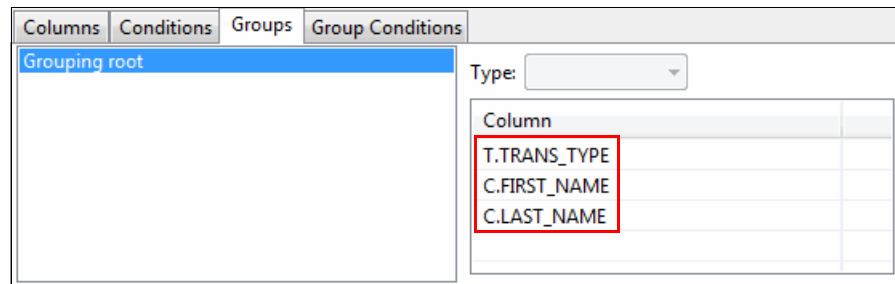 Columns Conditions Groups Group Conditions
Grouping root
Type:
Column
T.TRANS_TYPE
C.FIRST_NAME
C.LAST_NAME